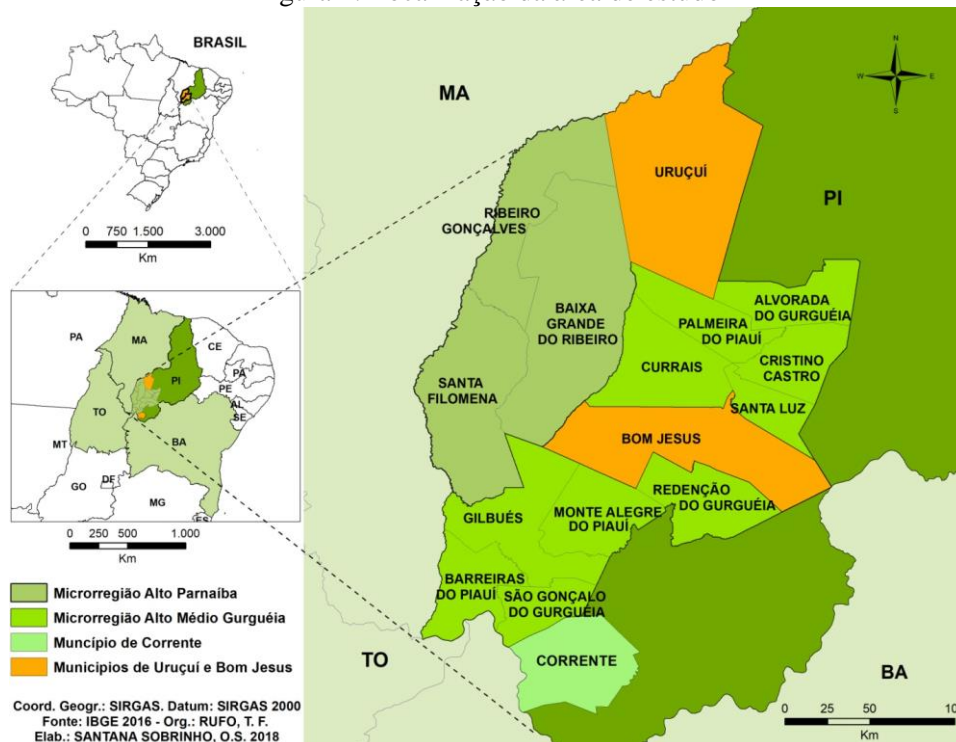 BRASIL
0 750 1.500 3.000
Km
PA
MA
CE
PI
PA
PE
AL
SE
TO
BA
MT
GO
DF
MG
ES
0 250 500 1.000
Km
Microrregião Alto Parnaíba
Microrregião Alto Médio Gurguéia
Muncípio de Corrente
Municípios de Uruçuí e Bom Jesus
Coord. Geogr.: SIRGAS. Datum: SIRGAS 2000
Fonte: IBGE 2016 - Org.: RUFO, T. F.
Elab.: SANTANA SOBRINHO, O.S. 2018
N
W
E
S
MA
URUÇUÍ
PI
RIBEIRO
GONÇALVES
BAIXA
GRANDE
DO RIBEIRO
ALVORADA
DO GURGUÉIA
PALMEIRA
DO PIAUÍ
CURRAIS
CRISTINO
CASTRO
SANTA
FILOMENA
SANTA LUZ
BOM JESUS
REDENÇÃO
DO GURGUÉIA
GILBUÉS
MONTE ALEGRE
DO PIAUÍ
BARREIRAS
DO PIAUÍ
SÃO GONÇALO
DO GURGUÉIA
CORRENTE
TO
BA
0 25 50
Km